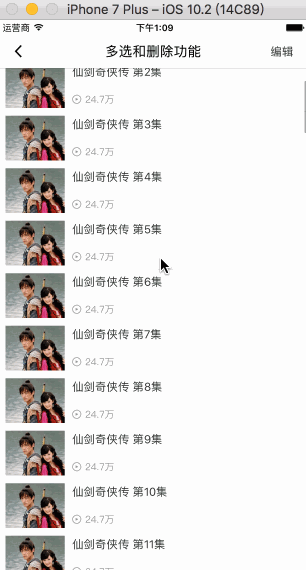 iPhone 7 Plus – iOS 10.2 (14C89)
运营商 下午1:09
多选和删除功能 编辑
仙剑奇侠传 第2集
24.7万
仙剑奇侠传 第3集
24.7万
仙剑奇侠传 第4集
24.7万
仙剑奇侠传 第5集
24.7万
仙剑奇侠传 第6集
24.7万
仙剑奇侠传 第7集
24.7万
仙剑奇侠传 第8集
24.7万
仙剑奇侠传 第9集
24.7万
仙剑奇侠传 第10集
24.7万
仙剑奇侠传 第11集